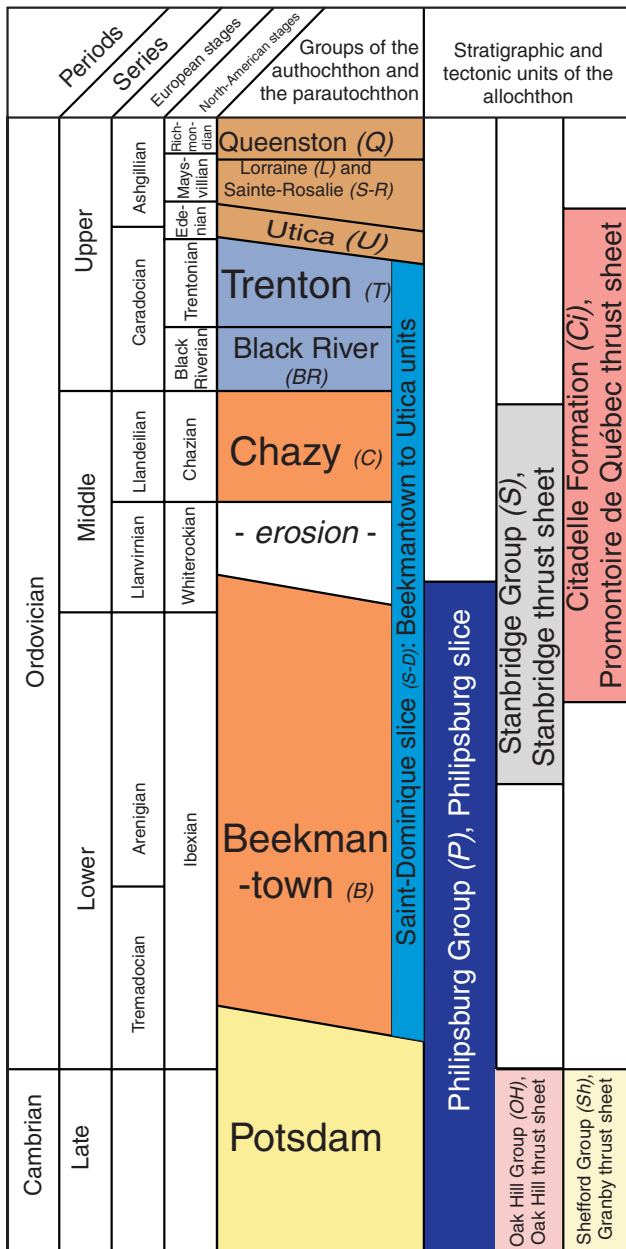 Periods
Series
European stages
North-American stages
Groups of the
authochthon and
the parautochthon
Stratigraphic and
tectonic units of the
allochthon
Ordovician
Cambrian
Upper
Middle
Lower
Late
Ashgillian
Caradocian
Llandeilian
Llanvirnian
Arenigian
Tremadocian
Rich-
mon-
dian
Mays-
villian
Ede-
nian
Trentonian
Black
Riverian
Chazian
Whiterockian
Ibexian
Queenston (Q)
Lorraine (L) and
Sainte-Rosalie (S-R)
Utica (U)
Trenton (T)
Black River
(BR)
Chazy (C)
- erosion -
Beekman
-town (B)
Potsdam
Saint-Dominique slice (S-D): Beekmantown to Utica units
Philipsburg Group (P), Philipsburg slice
Stanbridge Group (S),
Stanbridge thrust sheet
Citadelle Formation (Ci),
Promontoire de Québec thrust sheet
Oak Hill Group (OH),
Oak Hill thrust sheet
Shefford Group (Sh),
Granby thrust sheet